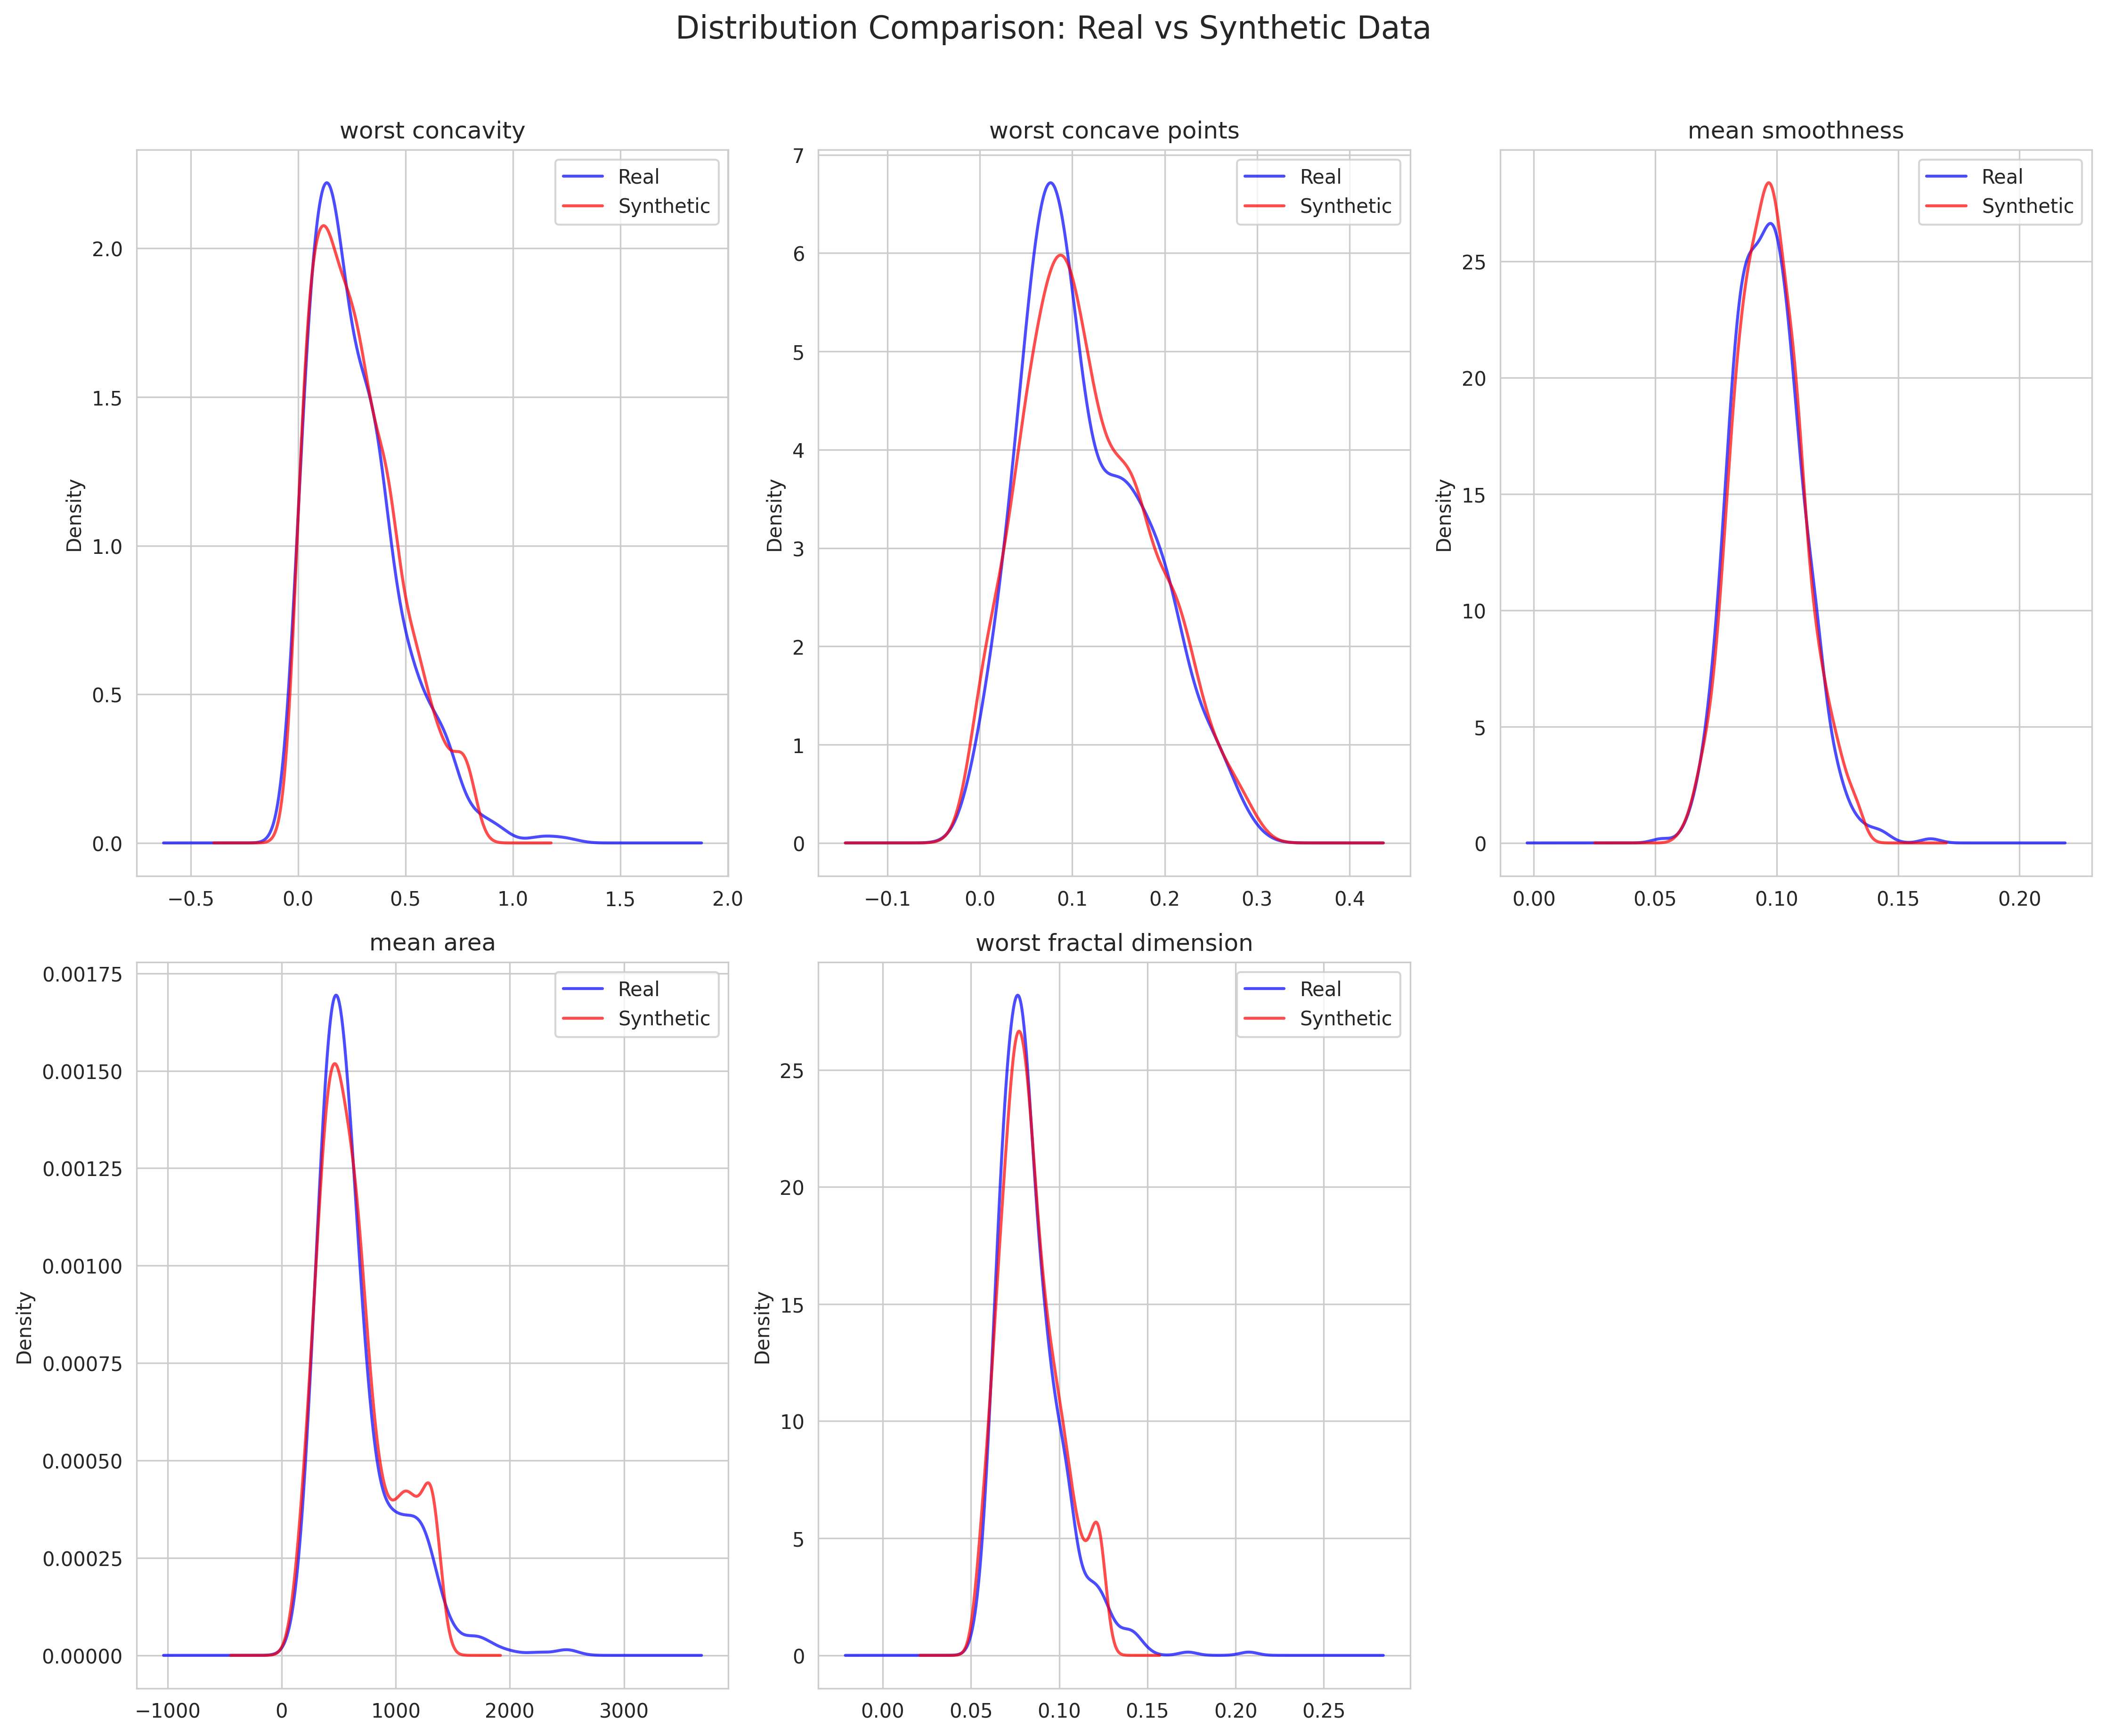 Distribution Comparison: Real vs Synthetic Data
worst concavity
Real
Synthetic
Density
2.0
1.5
1.0
0.5
0.0
−0.5 0.0 0.5 1.0 1.5 2.0
worst concave points
Real
Synthetic
Density
7
6
5
4
3
2
1
0
−0.1 0.0 0.1 0.2 0.3 0.4
mean smoothness
Real
Synthetic
Density
25
20
15
10
5
0
0.00 0.05 0.10 0.15 0.20
mean area
Real
Synthetic
Density
0.00175
0.00150
0.00125
0.00100
0.00075
0.00050
0.00025
0.00000
−1000 0 1000 2000 3000
worst fractal dimension
Real
Synthetic
Density
25
20
15
10
5
0
0.00 0.05 0.10 0.15 0.20 0.25